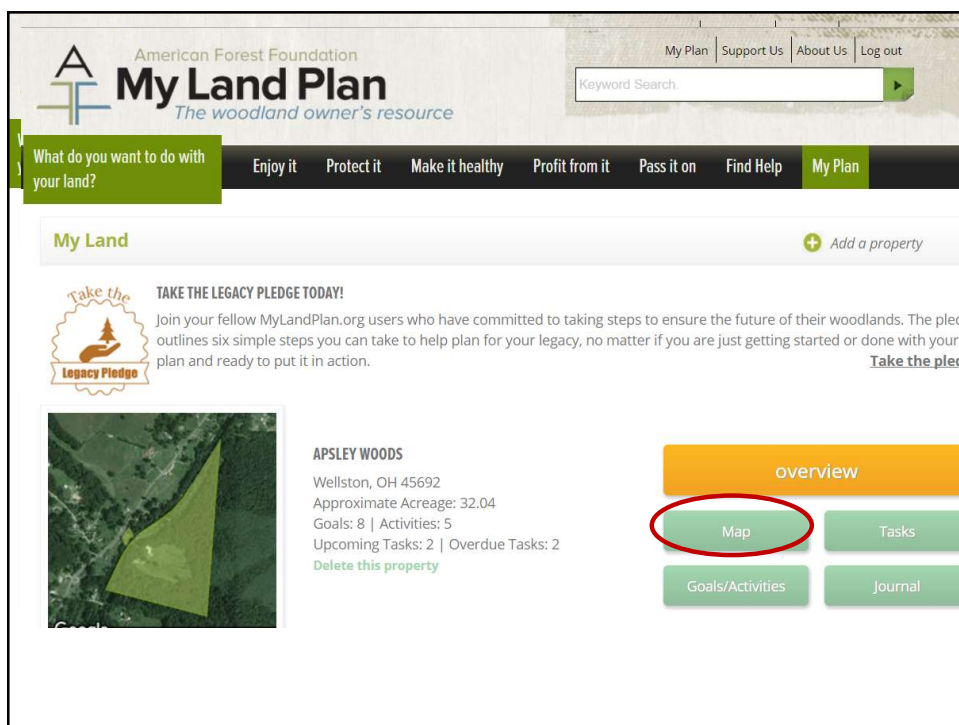 American Forest Foundation
My Land Plan
The woodland owner's resource
My Plan Support Us About Us Log out
Keyword Search.
What do you want to do with
your land?
Enjoy it Protect it Make it healthy Profit from it Pass it on Find Help My Plan
My Land
Add a property
Take the
Legacy Pledge
TAKE THE LEGACY PLEDGE TODAY!
Join your fellow MyLandPlan.org users who have committed to taking steps to ensure the future of their woodlands. The pled
outlines six simple steps you can take to help plan for your legacy, no matter if you are just getting started or done with your
plan and ready to put it in action.
Take the pled
APSLEY WOODS
Wellston, OH 45692
Approximate Acreage: 32.04
Goals: 8 | Activities: 5
Upcoming Tasks: 2 | Overdue Tasks: 2
Delete this property
overview
Map Tasks
Goals/Activities Journal
Google